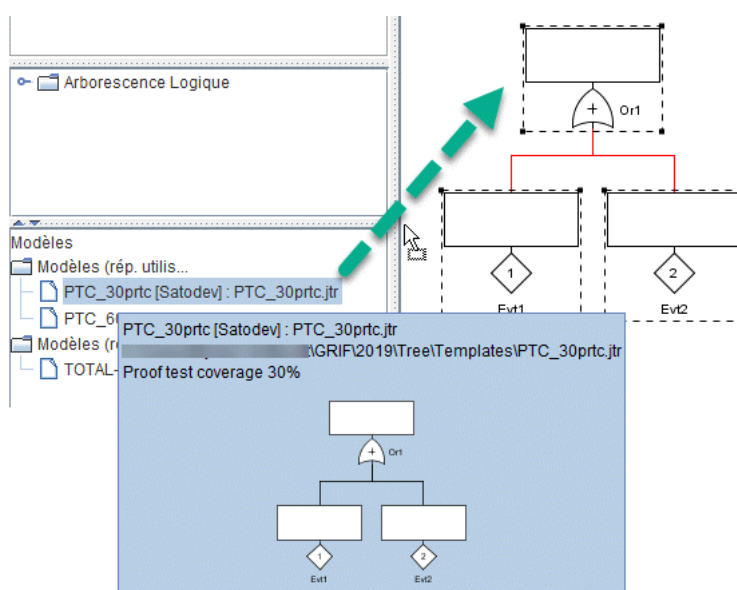 Arborescence Logique
+ Or1
1 2
Evt1 Evt2
Modèles
Modèles (rép. utilis...
PTC_30prtc [Satodev] : PTC_30prtc.jtr
PTC_6
Modèles (r
TOTAL-
PTC_30prtc [Satodev] : PTC_30prtc.jtr
\GRIF\2019\Tree\Templates\PTC_30prtc.jtr
Proof test coverage 30%
+ Or1
1 2
Evt1 Evt2